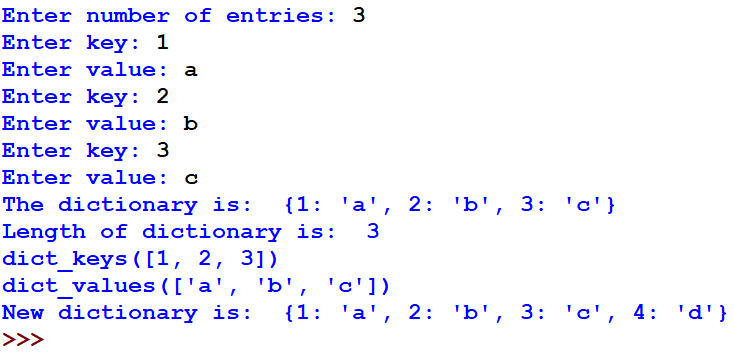 Enter number of entries: 3
Enter key: 1
Enter value: a
Enter key: 2
Enter value: b
Enter key: 3
Enter value: c
The dictionary is:  {1: 'a', 2: 'b', 3: 'c'}
Length of dictionary is:  3
dict_keys([1, 2, 3])
dict_values(['a', 'b', 'c'])
New dictionary is:  {1: 'a', 2: 'b', 3: 'c', 4: 'd'}
>>>